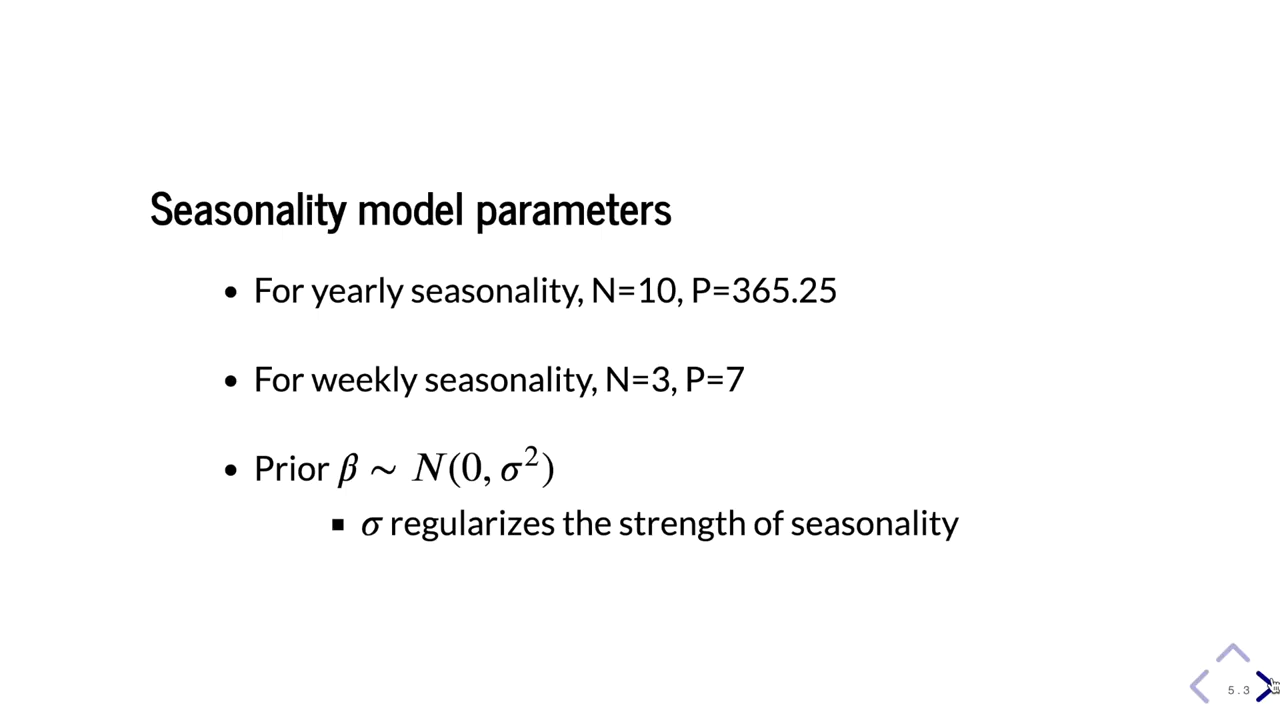 Seasonality model parameters
• For yearly seasonality, N=10, P=365.25
• For weekly seasonality, N=3, P=7
• Prior β ∼ N(0, σ²)
▪ σ regularizes the strength of seasonality
5.3